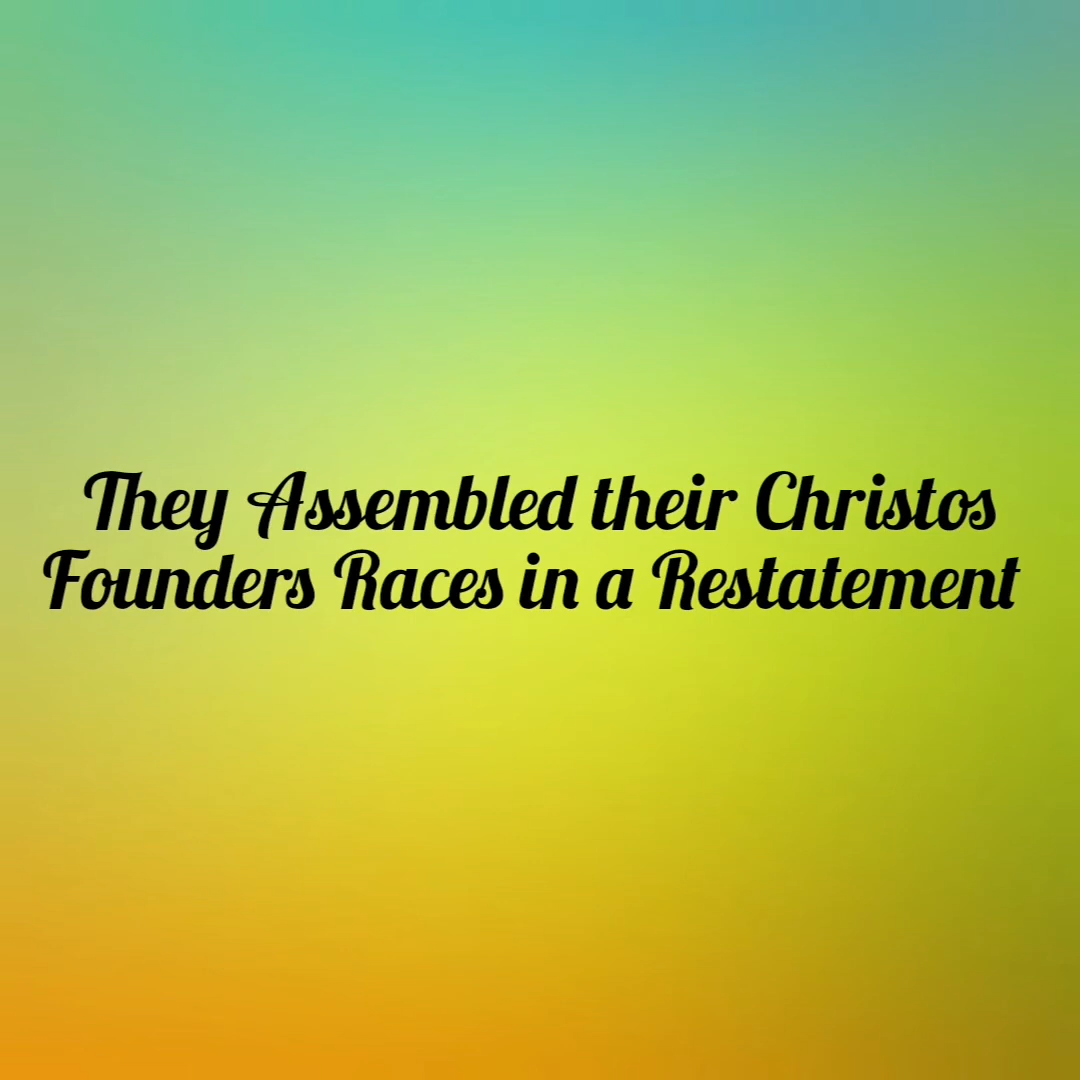 They Assembled their Christos
Founders Races in a Restatement